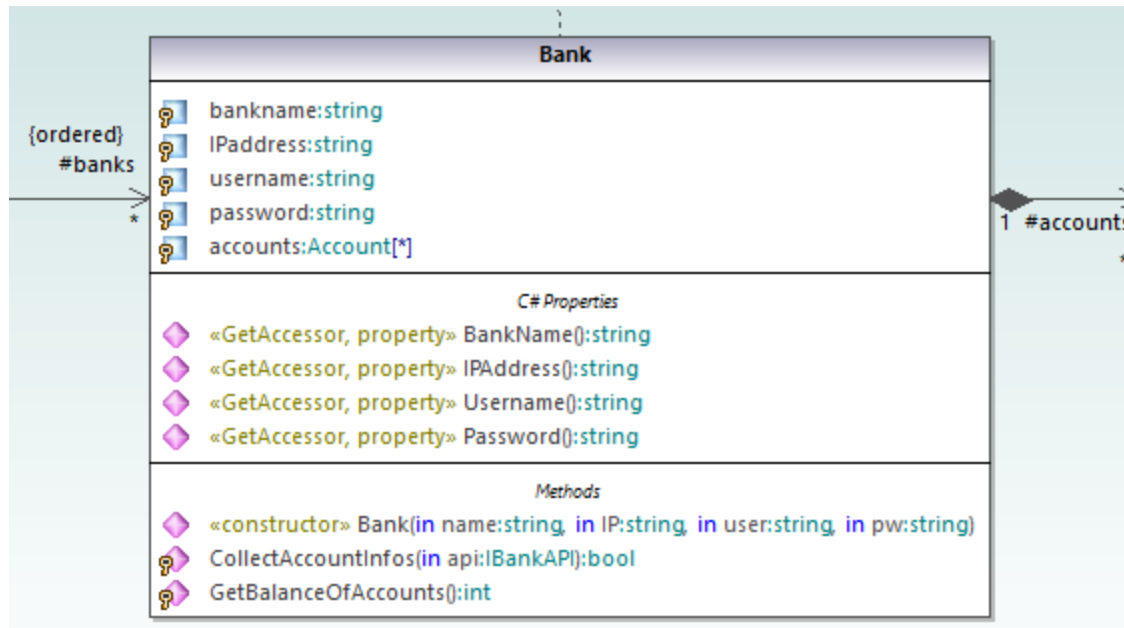 Bank
bankname:string
IPaddress:string
username:string
password:string
accounts:Account[*]
{ordered}
#banks
*
1 #accounts
*
C# Properties
«GetAccessor, property» BankName():string
«GetAccessor, property» IPAddress():string
«GetAccessor, property» Username():string
«GetAccessor, property» Password():string
Methods
«constructor» Bank(in name:string, in IP:string, in user:string, in pw:string)
CollectAccountInfos(in api:IBankAPI):bool
GetBalanceOfAccounts():int